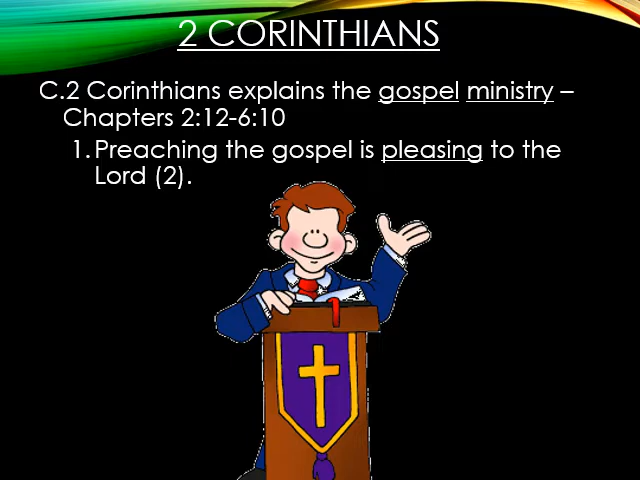 2 CORINTHIANS
C.2 Corinthians explains the gospel ministry –
Chapters 2:12-6:10
1. Preaching the gospel is pleasing to the
Lord (2).